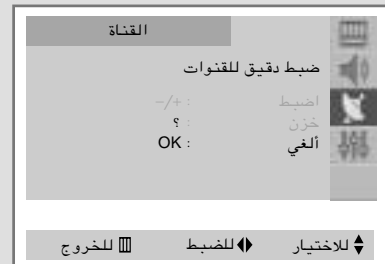 القناة
ضبط دقيق للقنوات
اضبط : +/-
خزن : ؟
ألغي : OK
للاختيار للضبط للخروج